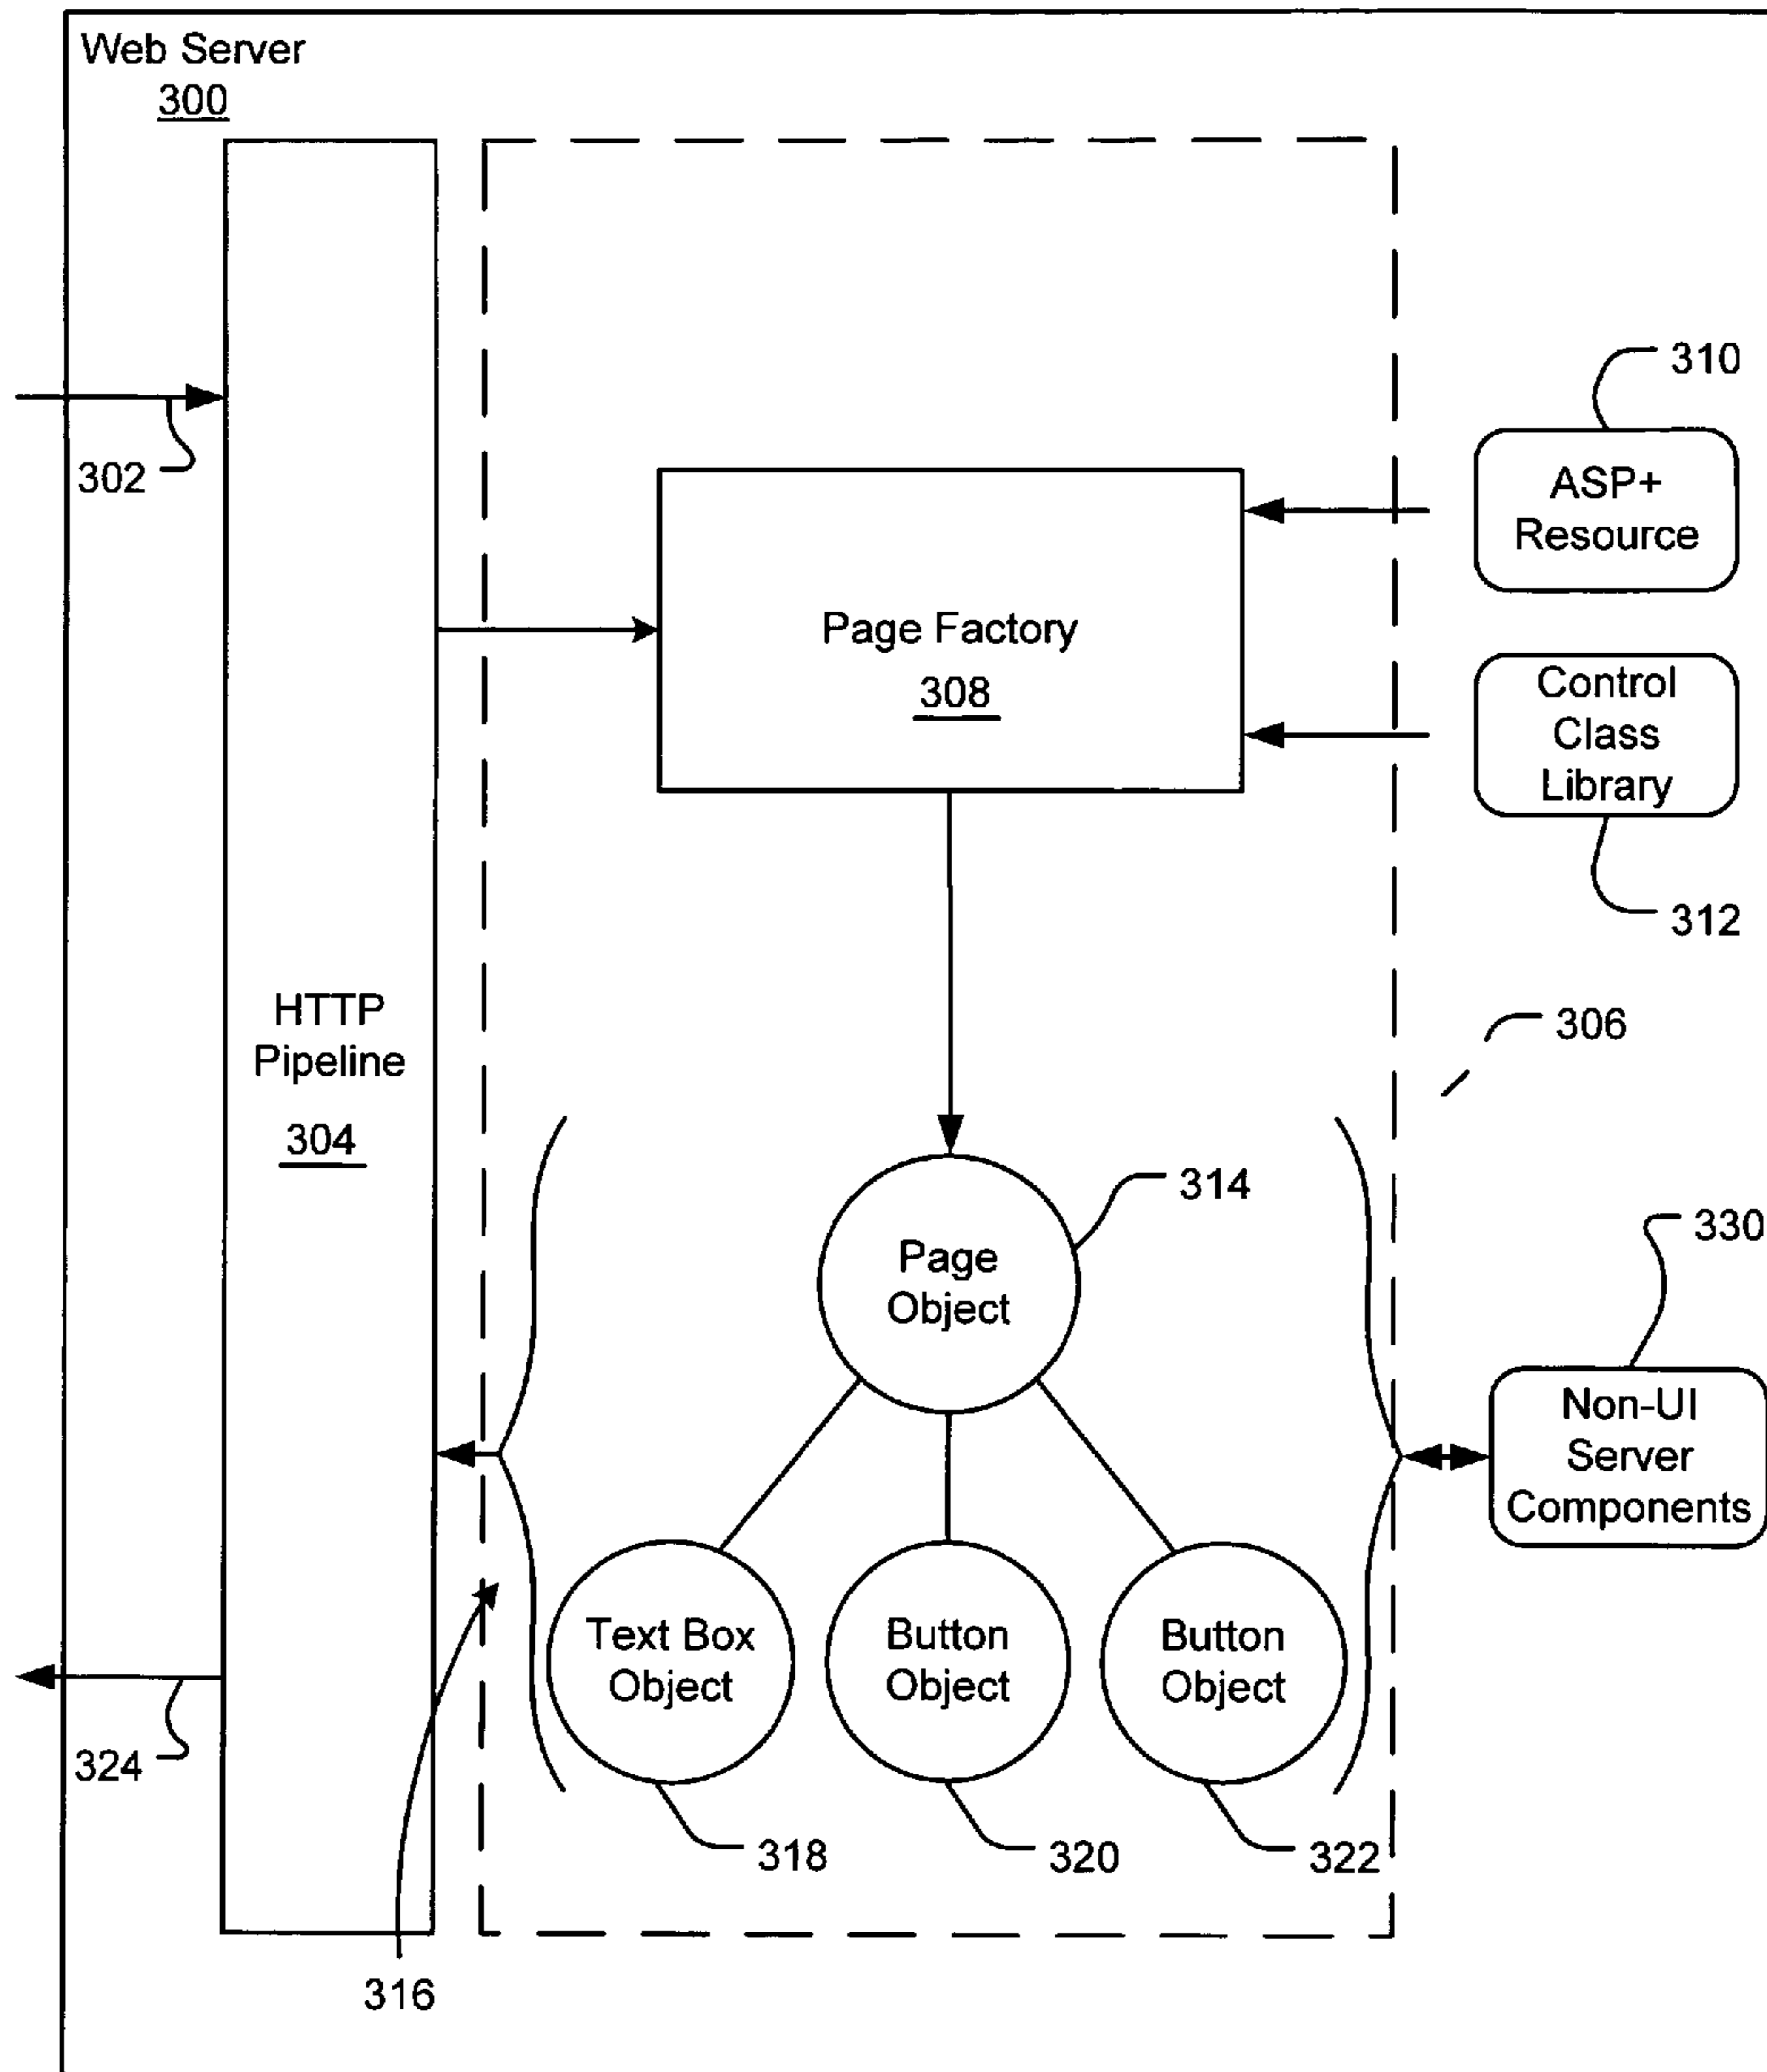 Web Server
300
310
ASP+
Resource
302
Page Factory
308
Control
Class
Library
312
HTTP
Pipeline
304
306
314
Page
Object
330
Non-UI
Server
Components
Text Box
Object
Button
Object
Button
Object
324
318
320
322
316